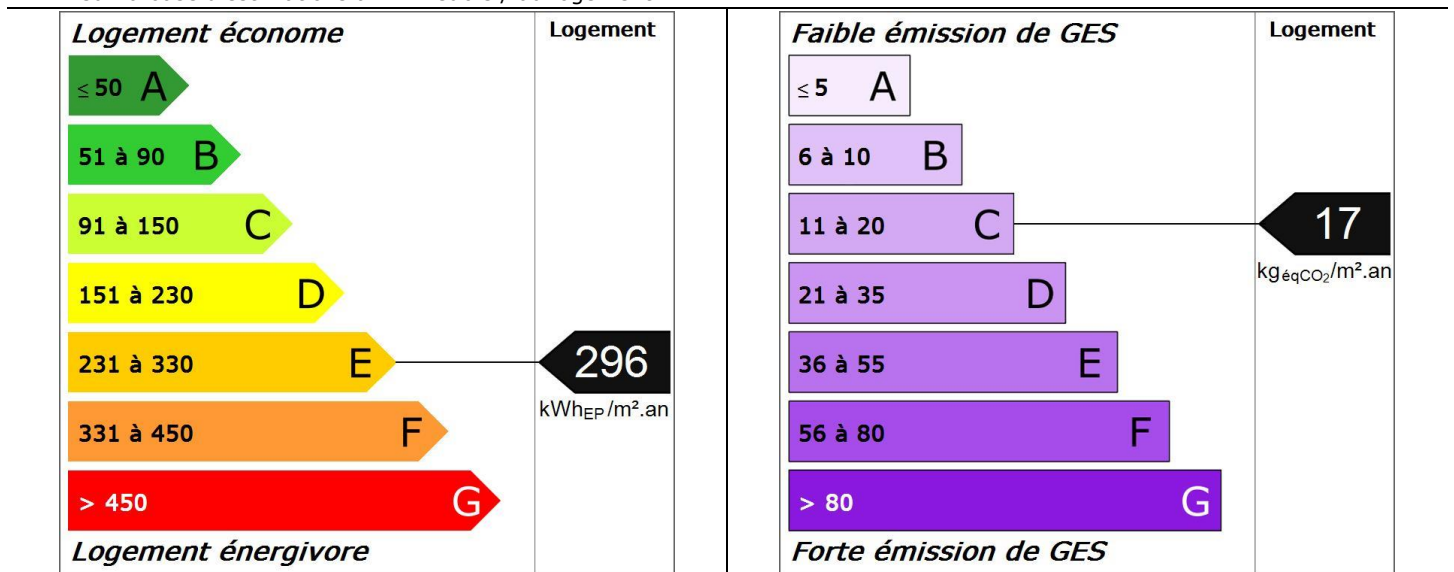 Logement économe
Logement
≤ 50 A
51 à 90 B
91 à 150 C
151 à 230 D
231 à 330 E
296
kWhEP/m².an
331 à 450 F
> 450 G
Logement énergivore
Faible émission de GES
Logement
≤ 5 A
6 à 10 B
11 à 20 C
17
kgéqCO₂/m².an
21 à 35 D
36 à 55 E
56 à 80 F
> 80 G
Forte émission de GES